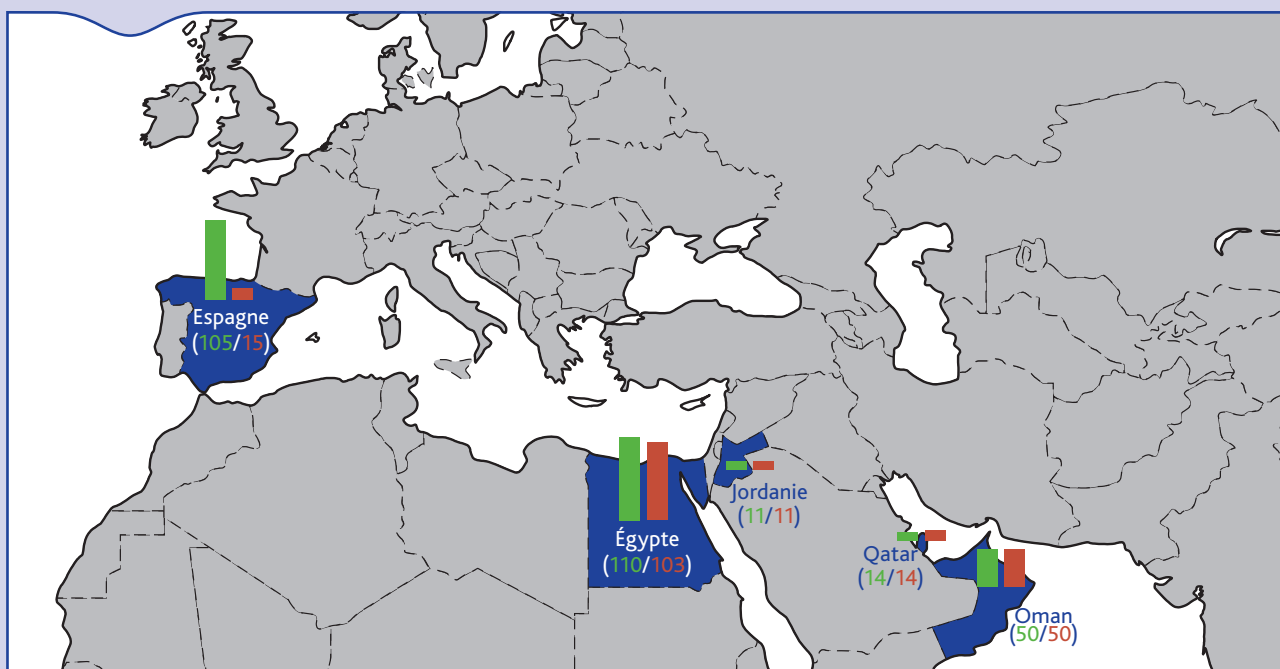 Espagne
(105/15)
Égypte
(110/103)
Jordanie
(11/11)
Qatar
(14/14)
Oman
(50/50)